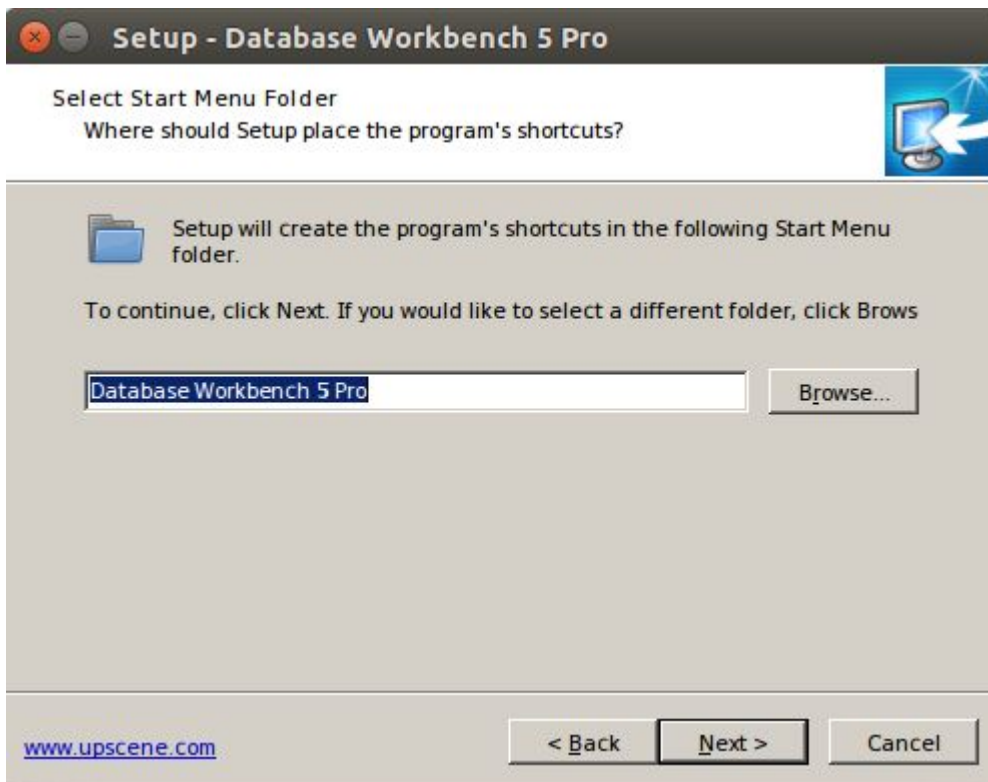 Setup - Database Workbench 5 Pro
Select Start Menu Folder
Where should Setup place the program's shortcuts?
Setup will create the program's shortcuts in the following Start Menu
folder.
To continue, click Next. If you would like to select a different folder, click Brows
Database Workbench 5 Pro
Browse...
www.upscene.com
< Back
Next >
Cancel